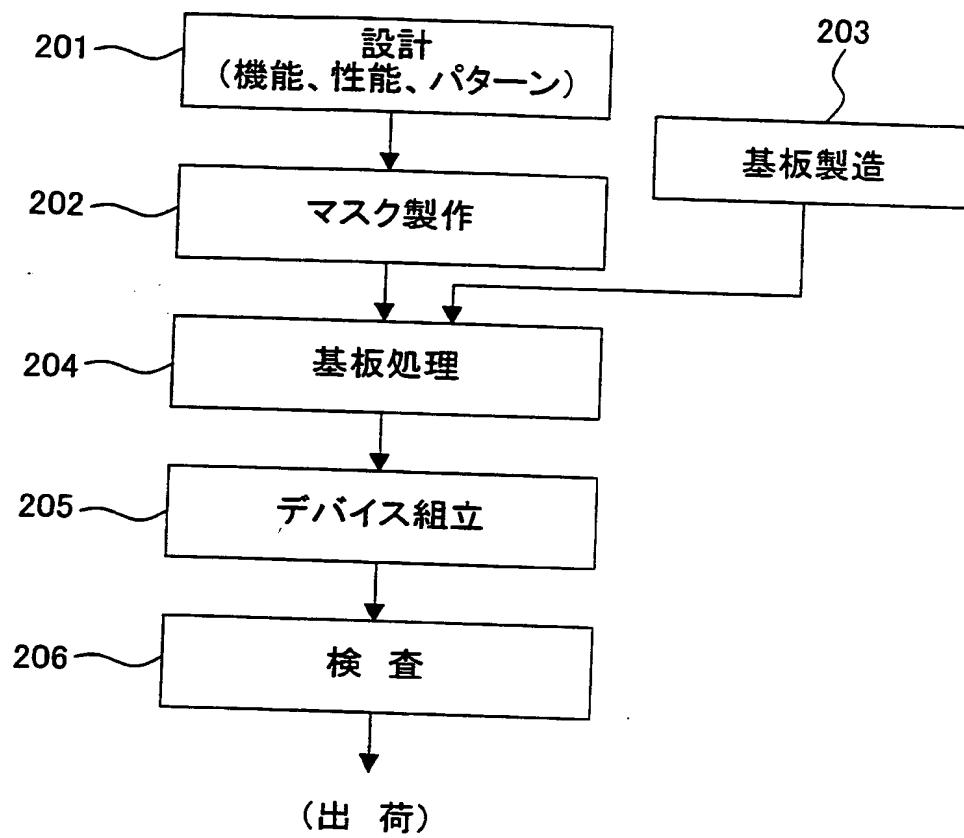 201
設計
(機能、性能、パターン)
203
基板製造
202
マスク製作
204
基板処理
205
デバイス組立
206
検 査
(出 荷)